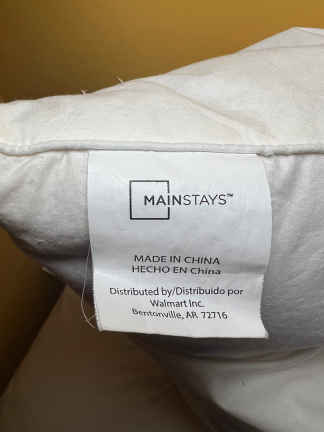 MAINSTAYS™
MADE IN CHINA
HECHO EN China
Distributed by/Distribuido por
Walmart Inc.
Bentonville, AR 72716